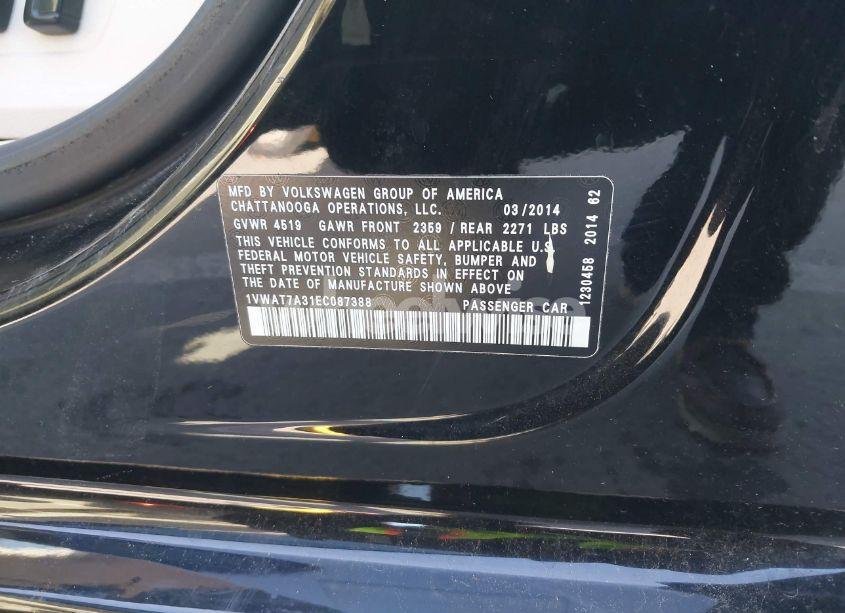 MFD BY VOLKSWAGEN GROUP OF AMERICA
CHATTANOOGA OPERATIONS, LLC. 03/2014
GVWR 4519 GAWR FRONT 2359 / REAR 2271 LBS
THIS VEHICLE CONFORMS TO ALL APPLICABLE U.S.
FEDERAL MOTOR VEHICLE SAFETY, BUMPER AND
THEFT PREVENTION STANDARDS IN EFFECT ON
THE DATE OF MANUFACTURE SHOWN ABOVE
1VWAT7A31EC087388 PASSENGER CAR
1230458 2014 62